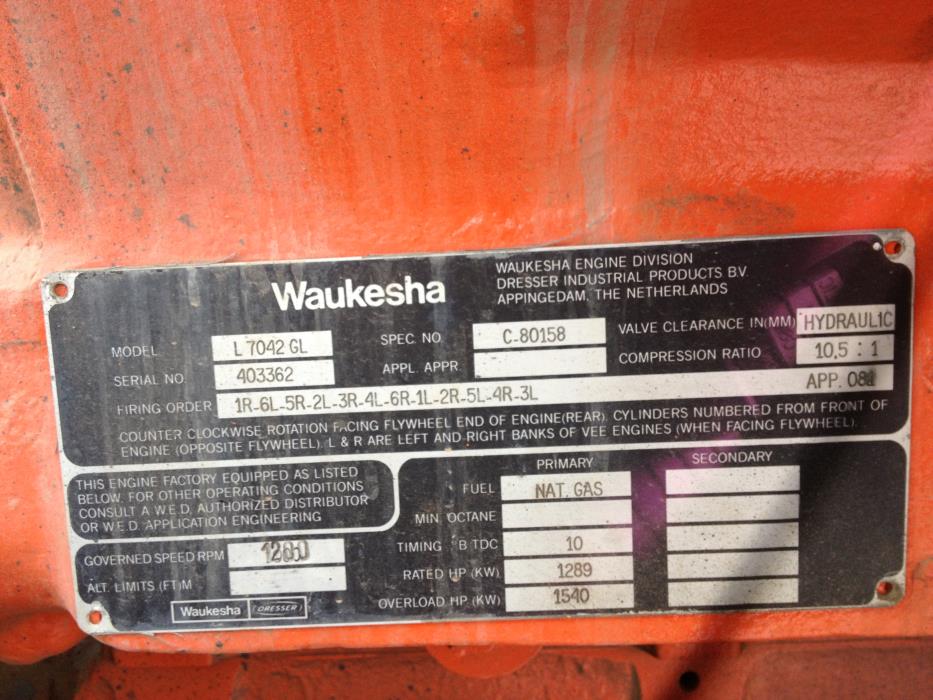 Waukesha
WAUKESHA ENGINE DIVISION
DRESSER INDUSTRIAL PRODUCTS B.V.
APPINGEDAM, THE NETHERLANDS
MODEL L 7042 GL SPEC. NO C-80158 VALVE CLEARANCE IN(MM) HYDRAULIC
SERIAL NO. 403362 APPL. APPR. COMPRESSION RATIO 10,5 : 1
FIRING ORDER 1R-6L-5R-2L-3R-4L-6R-1L-2R-5L-4R-3L APP.
COUNTER CLOCKWISE ROTATION FACING FLYWHEEL END OF ENGINE(REAR). CYLINDERS NUMBERED FROM FRONT OF
ENGINE (OPPOSITE FLYWHEEL). L & R ARE LEFT AND RIGHT BANKS OF VEE ENGINES (WHEN FACING FLYWHEEL).
THIS ENGINE FACTORY EQUIPPED AS LISTED
BELOW. FOR OTHER OPERATING CONDITIONS
CONSULT A W.E.D. AUTHORIZED DISTRIBUTOR
OR W.E.D. APPLICATION ENGINEERING
GOVERNED SPEED RPM
ALT. LIMITS (FT)M
Waukesha DRESSER
PRIMARY SECONDARY
FUEL NAT. GAS
MIN. OCTANE
TIMING ° B TDC 10
RATED HP (KW) 1289
OVERLOAD HP (KW) 1540